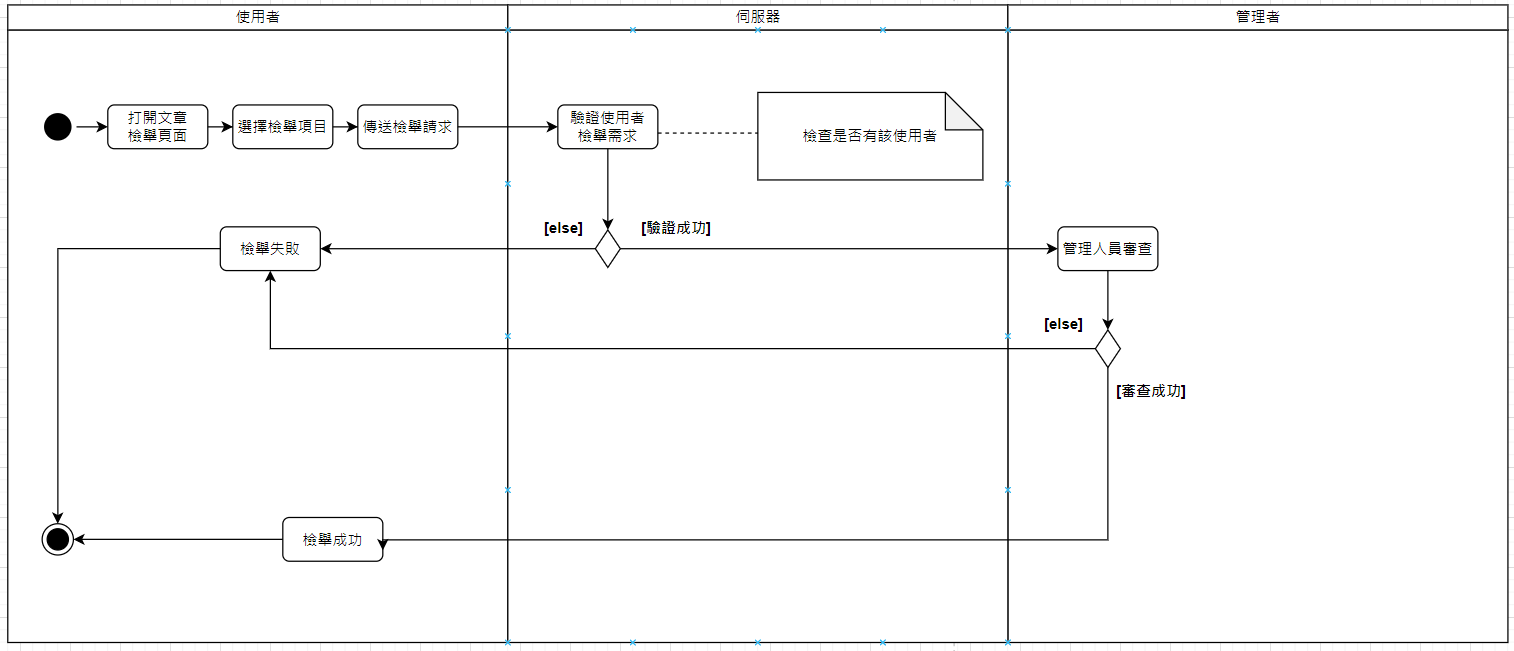 使用者
伺服器
管理者
打開文章
檢舉頁面
選擇檢舉項目
傳送檢舉請求
驗證使用者
檢舉需求
檢查是否有該使用者
[else]
[驗證成功]
檢舉失敗
管理人員審查
[else]
[審查成功]
檢舉成功